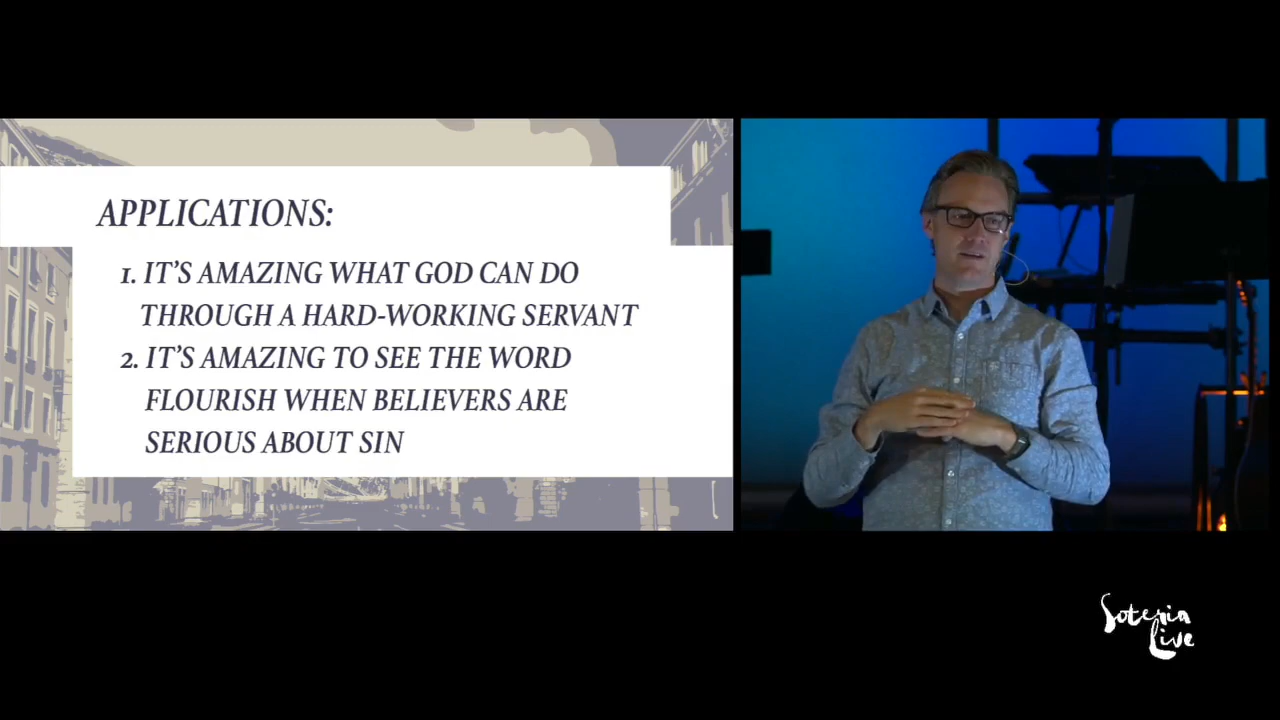 APPLICATIONS:
1. IT'S AMAZING WHAT GOD CAN DO
THROUGH A HARD-WORKING SERVANT
2. IT'S AMAZING TO SEE THE WORD
FLOURISH WHEN BELIEVERS ARE
SERIOUS ABOUT SIN
Soteria
Live